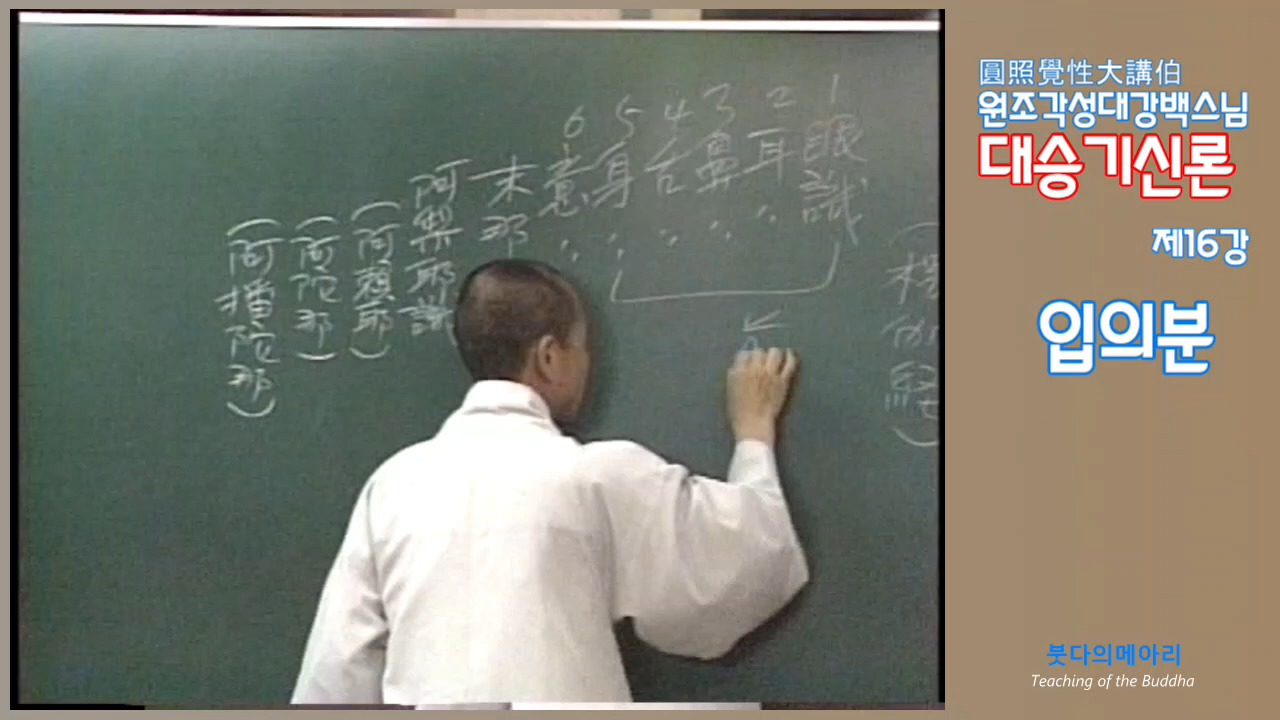 1 2 3 4 5 6
眼識
耳
鼻
舌
身
意
末那
阿梨耶識
(阿賴耶)
(阿陀那)
(阿播陀那)
圓照覺性大講伯
원조각성대강백스님
대승기신론
제16강
입의분
붓다의메아리
Teaching of the Buddha